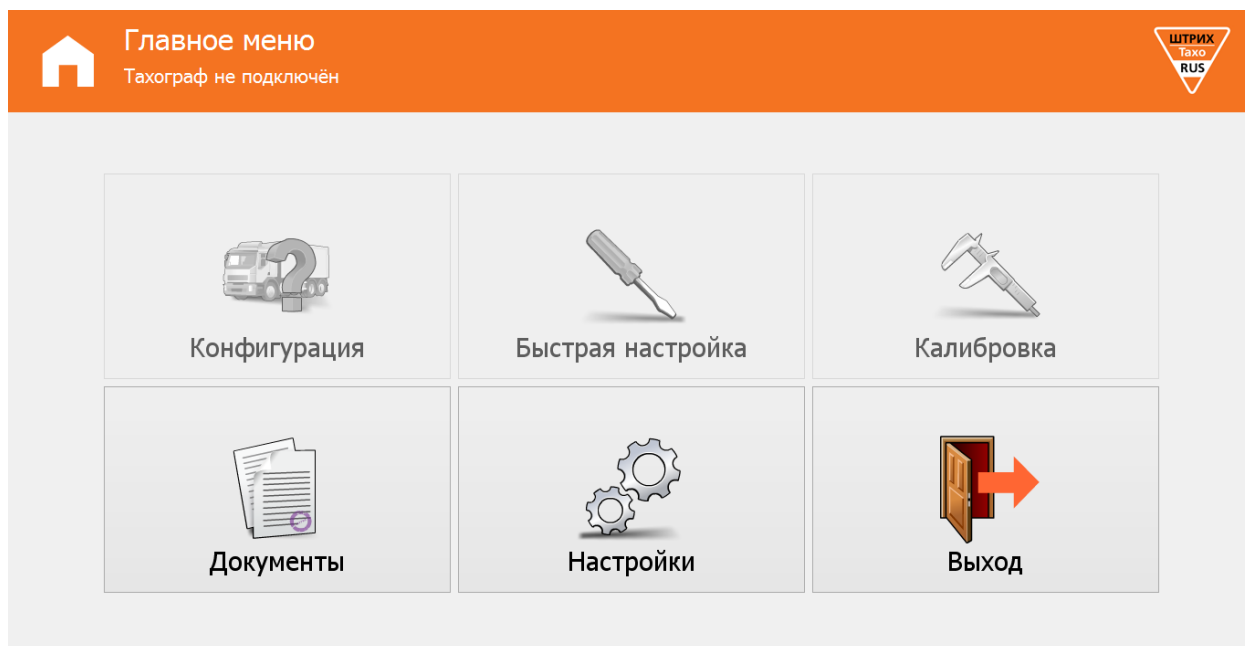 Главное меню
Тахограф не подключён
ШТРИХ
Тахо
RUS
Конфигурация
Быстрая настройка
Калибровка
Документы
Настройки
Выход